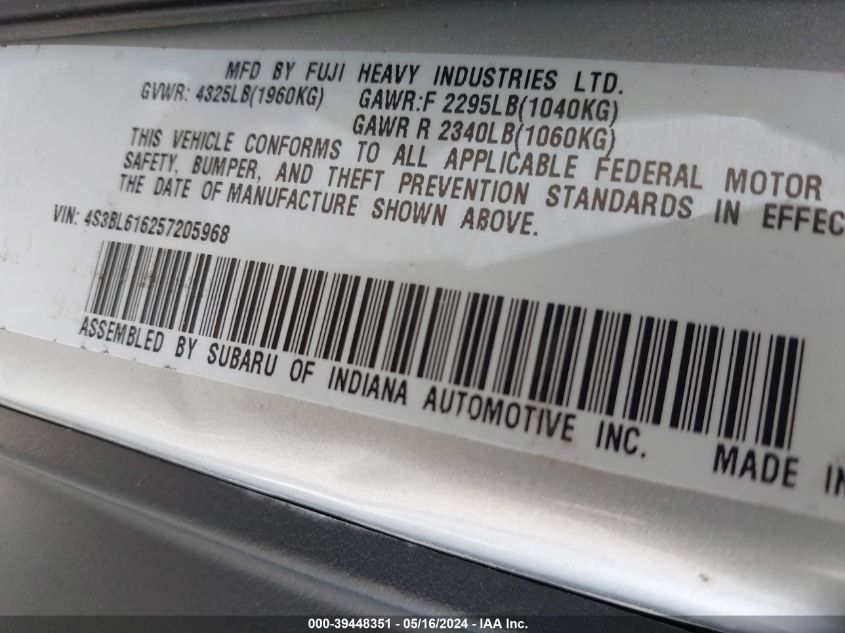 MFD BY FUJI HEAVY INDUSTRIES LTD.
GVWR: 4325LB(1960KG) GAWR:F 2295LB(1040KG)
GAWR R 2340LB(1060KG)
THIS VEHICLE CONFORMS TO ALL APPLICABLE FEDERAL MOTOR
SAFETY, BUMPER, AND THEFT PREVENTION STANDARDS IN EFFEC
THE DATE OF MANUFACTURE SHOWN ABOVE.
VIN: 4S3BL616257205968
ASSEMBLED BY SUBARU OF INDIANA AUTOMOTIVE INC. MADE IN
000-39448351 - 05/16/2024 - IAA Inc.